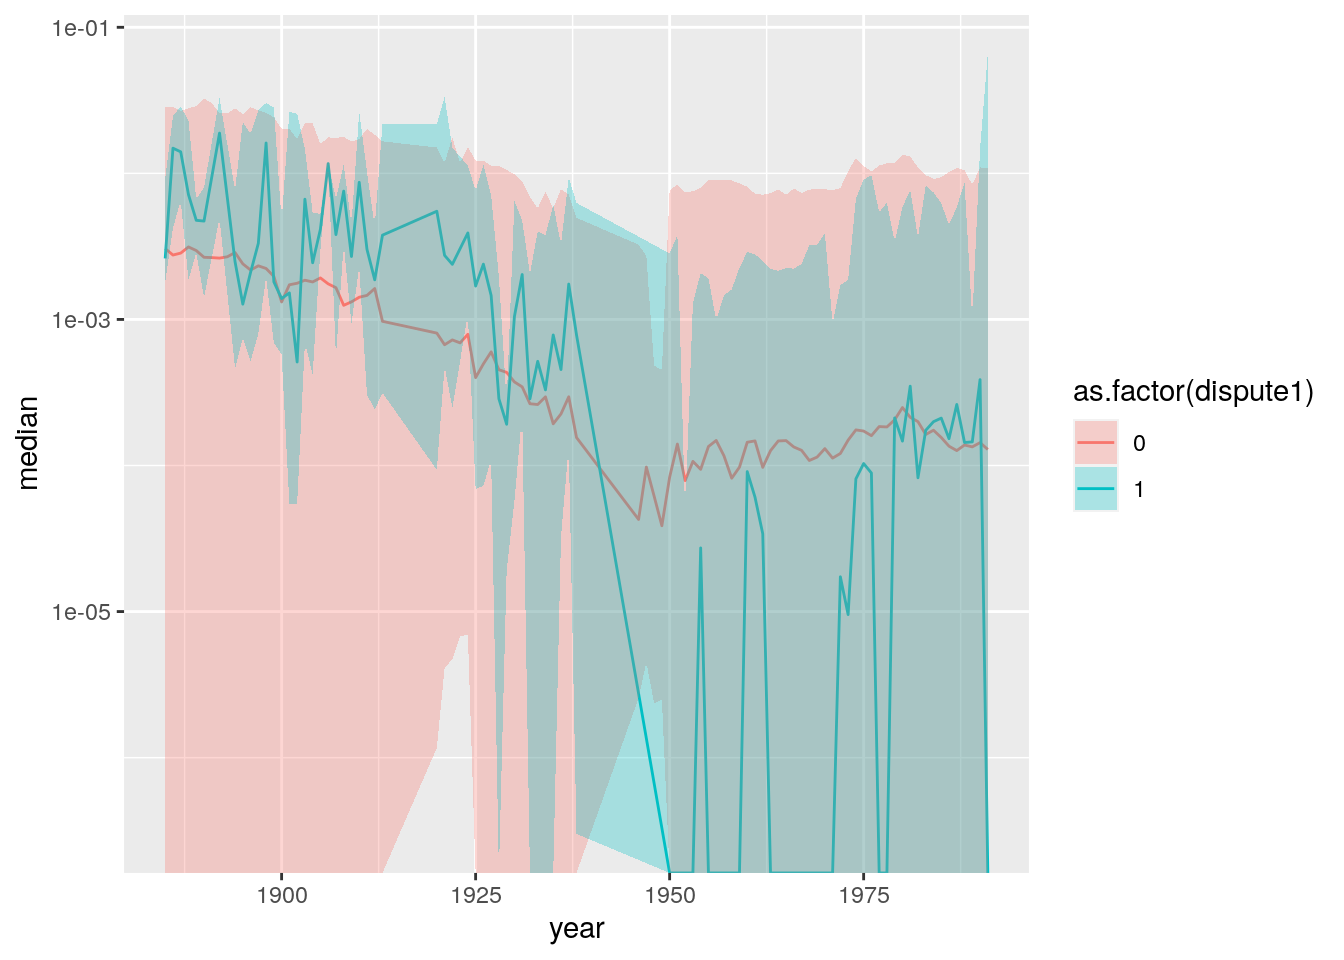 1e-01
1e-03
1e-05
median
1900
1925
1950
1975
year
as.factor(dispute1)
0
1